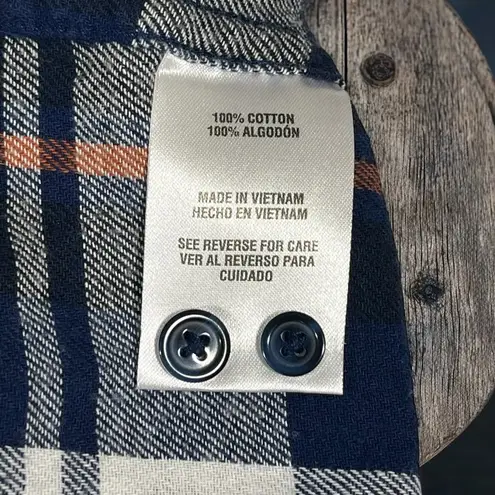 100% COTTON
100% ALGODÓN
MADE IN VIETNAM
HECHO EN VIETNAM
SEE REVERSE FOR CARE
VER AL REVERSO PARA
CUIDADO